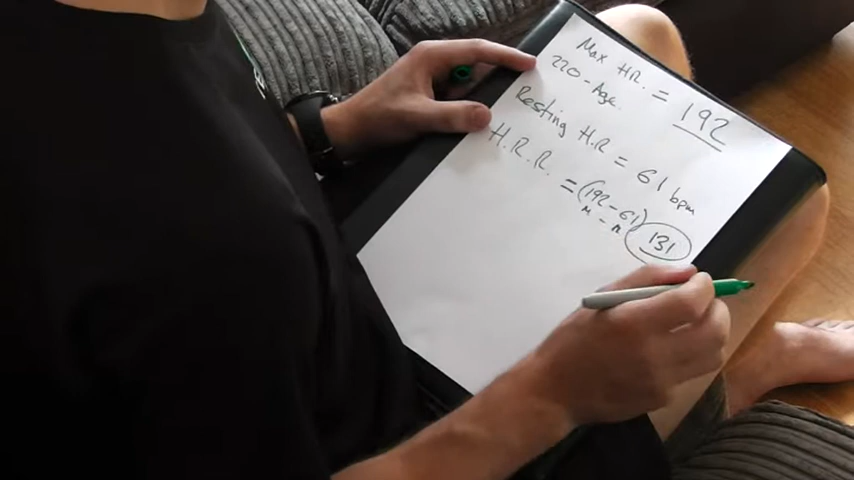 Max H.R. = 192
220 - Age
Resting H.R = 61 bpm
H.R.R. = (192 - 61)
M - R 131